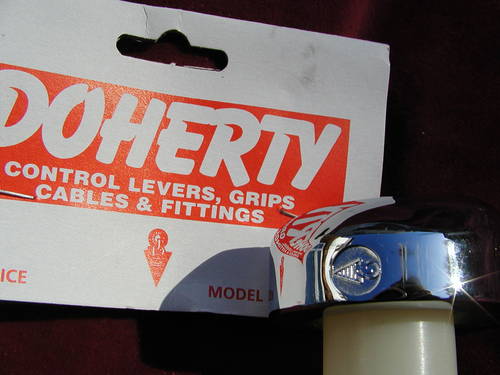 DOHERTY
CONTROL LEVERS, GRIPS
CABLES & FITTINGS
ICE
MODEL